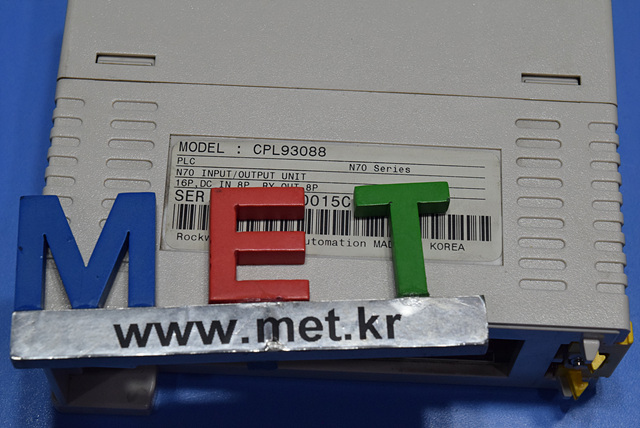 MODEL : CPL93088
PLC N70 Series
N70 INPUT/OUTPUT UNIT
16P,DC IN 8P, RY OUT 8P
SER 0015C
Rockw utomation MAD KOREA
MET
www.met.kr